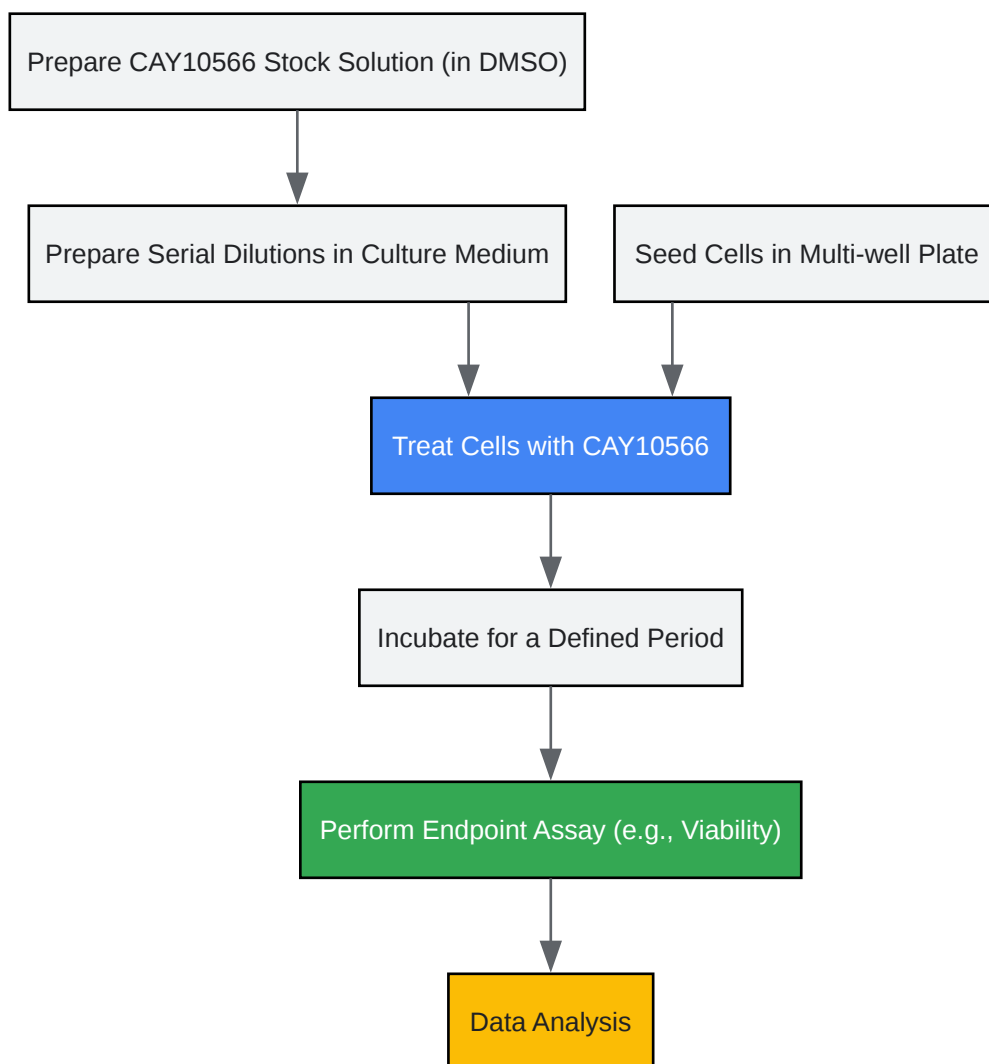 Prepare CAY10566 Stock Solution (in DMSO)
Prepare Serial Dilutions in Culture Medium
Seed Cells in Multi-well Plate
Treat Cells with CAY10566
Incubate for a Defined Period
Perform Endpoint Assay (e.g., Viability)
Data Analysis